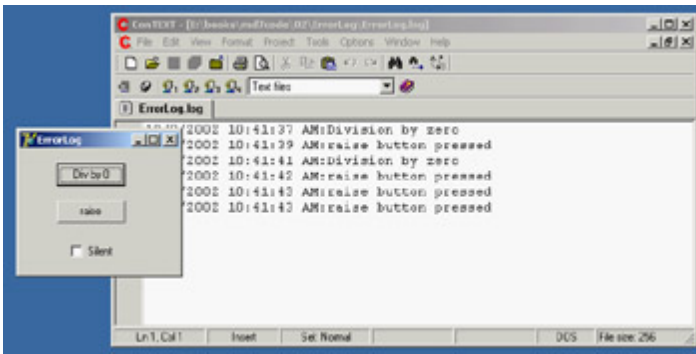 ConTEXT
File Edit View Format Project Tools Options Window Help
Text files
ErrorLog.log
/2002 10:41:37 AM:Division by zero
/2002 10:41:39 AM:raise button pressed
/2002 10:41:41 AM:Division by zero
/2002 10:41:42 AM:raise button pressed
/2002 10:41:43 AM:raise button pressed
/2002 10:41:43 AM:raise button pressed
ErrorLog
Div by 0
raise
Silent
Ln 1, Col 1 Insert Sel: Normal DOS File size: 256